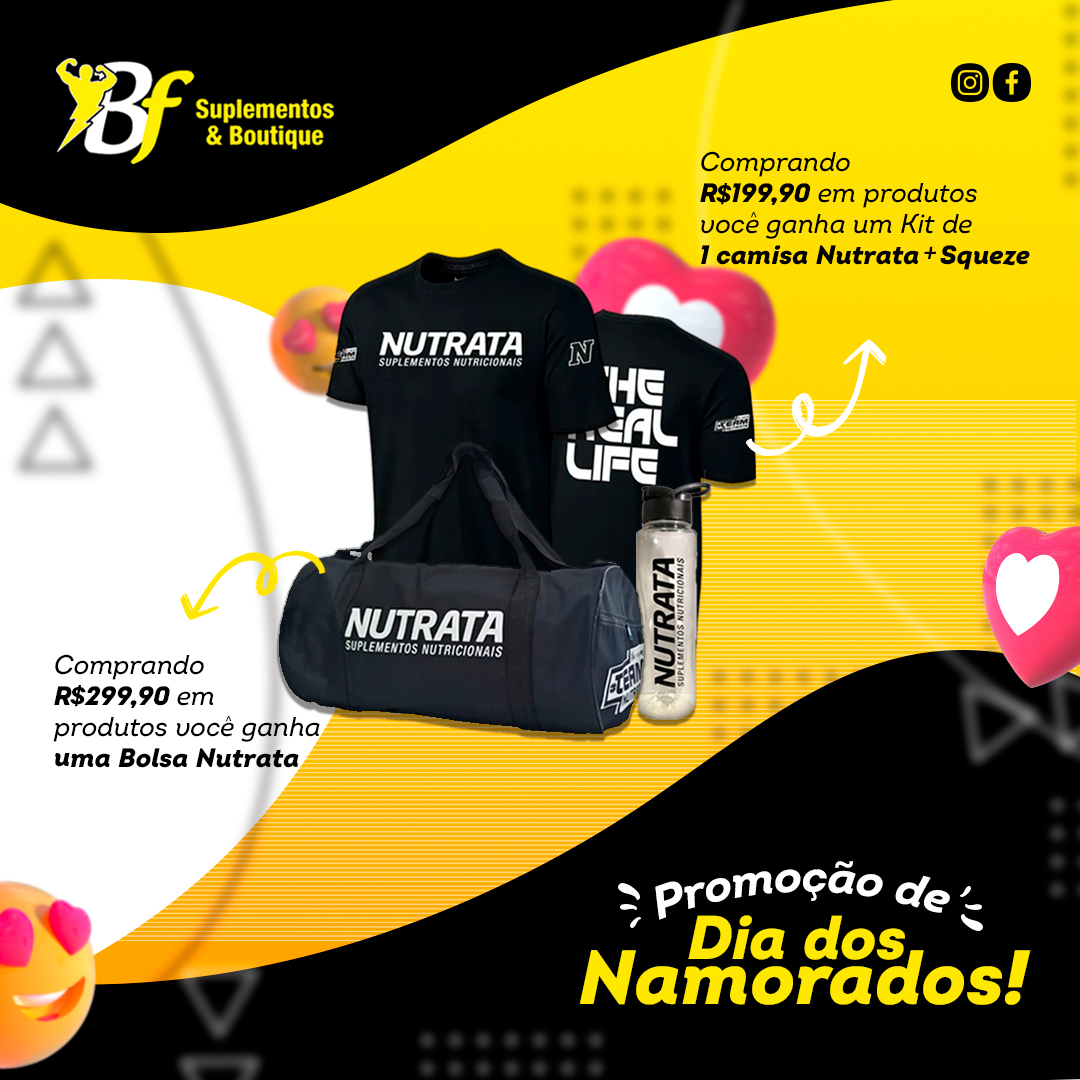 Bf
Suplementos
& Boutique
Comprando
R$199,90 em produtos
você ganha um Kit de
1 camisa Nutrata + Squeze
NUTRATA
SUPLEMENTOS NUTRICIONAIS
N
THE
REAL
LIFE
TEAM
NUTRATA
SUPLEMENTOS NUTRICIONAIS
TEAM
NUTRATA
SUPLEMENTOS NUTRICIONAIS
Comprando
R$299,90 em
produtos você ganha
uma Bolsa Nutrata
Promoção de
Dia dos
Namorados!